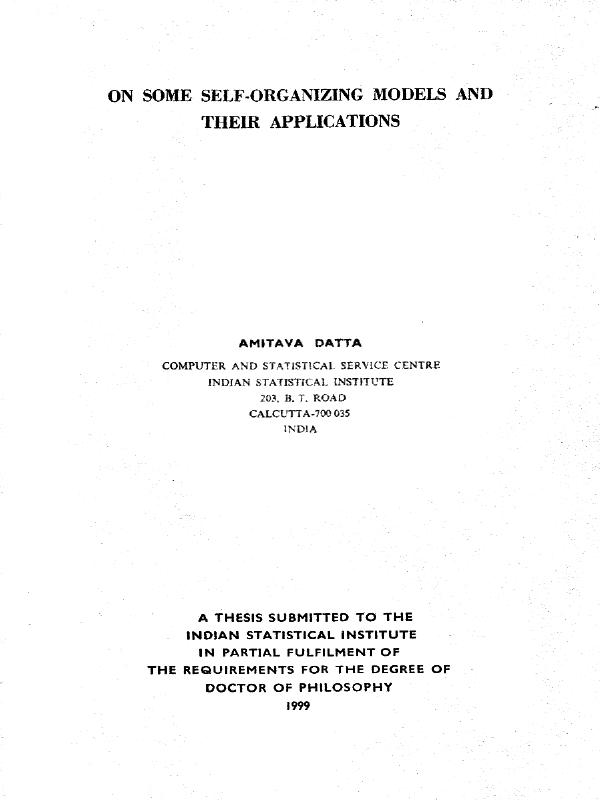 ON SOME SELF-ORGANIZING MODELS AND
THEIR APPLICATIONS
AMITAVA DATTA
COMPUTER AND STATISTICAL SERVICE CENTRE
INDIAN STATISTICAL INSTITUTE
203, B. T. ROAD
CALCUTTA-700 035
INDIA
A THESIS SUBMITTED TO THE
INDIAN STATISTICAL INSTITUTE
IN PARTIAL FULFILMENT OF
THE REQUIREMENTS FOR THE DEGREE OF
DOCTOR OF PHILOSOPHY
1999